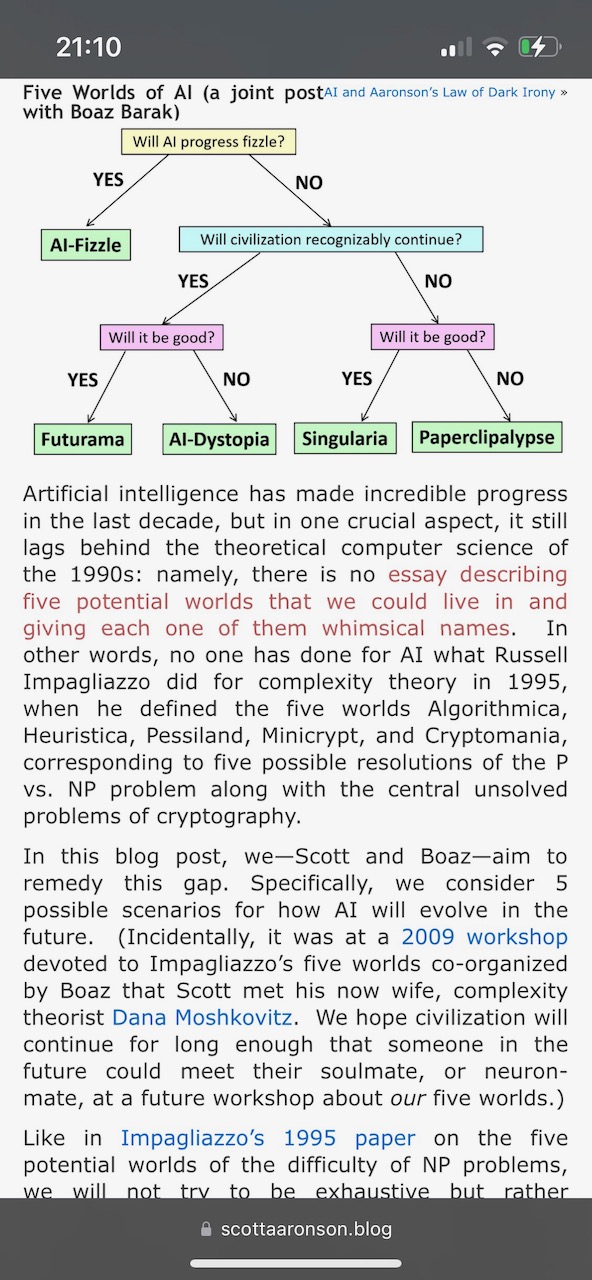 21:10
Five Worlds of AI (a joint post
with Boaz Barak)
AI and Aaronson's Law of Dark Irony »
Will AI progress fizzle?
YES
NO
AI-Fizzle
Will civilization recognizably continue?
YES
NO
Will it be good?
Will it be good?
YES
NO
YES
NO
Futurama
AI-Dystopia
Singularia
Paperclipalypse
Artificial intelligence has made incredible progress
in the last decade, but in one crucial aspect, it still
lags behind the theoretical computer science of
the 1990s: namely, there is no essay describing
five potential worlds that we could live in and
giving each one of them whimsical names. In
other words, no one has done for AI what Russell
Impagliazzo did for complexity theory in 1995,
when he defined the five worlds Algorithmica,
Heuristica, Pessiland, Minicrypt, and Cryptomania,
corresponding to five possible resolutions of the P
vs. NP problem along with the central unsolved
problems of cryptography.
In this blog post, we—Scott and Boaz—aim to
remedy this gap. Specifically, we consider 5
possible scenarios for how AI will evolve in the
future. (Incidentally, it was at a 2009 workshop
devoted to Impagliazzo's five worlds co-organized
by Boaz that Scott met his now wife, complexity
theorist Dana Moshkovitz. We hope civilization will
continue for long enough that someone in the
future could meet their soulmate, or neuron-
mate, at a future workshop about our five worlds.)
Like in Impagliazzo's 1995 paper on the five
potential worlds of the difficulty of NP problems,
we will not try to be exhaustive but rather
scottaaronson.blog